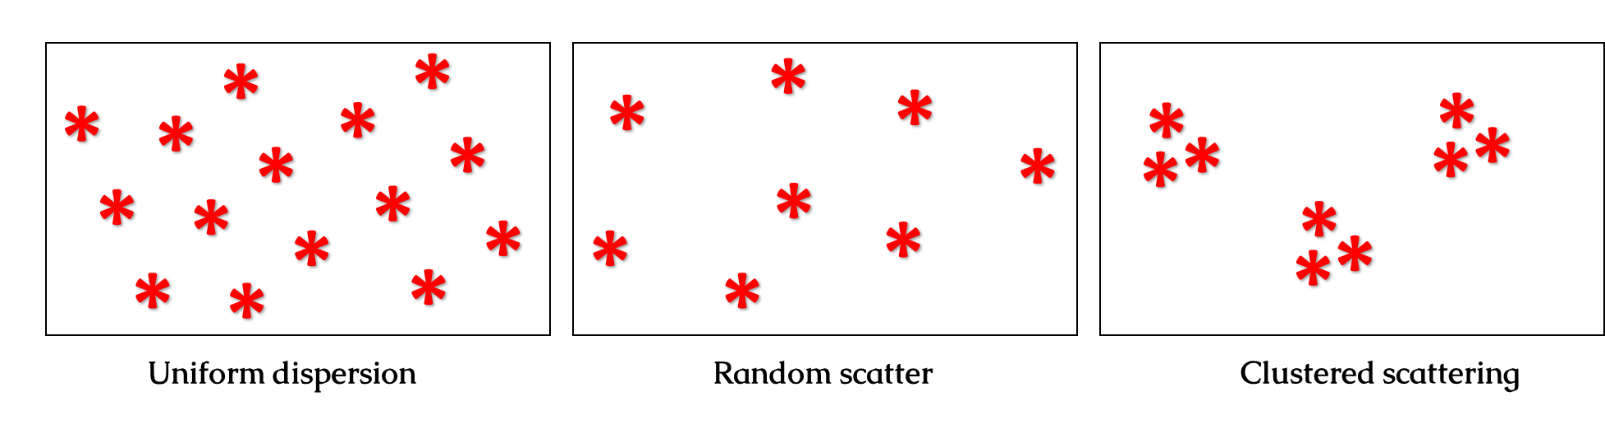 Uniform dispersion
Random scatter
Clustered scattering